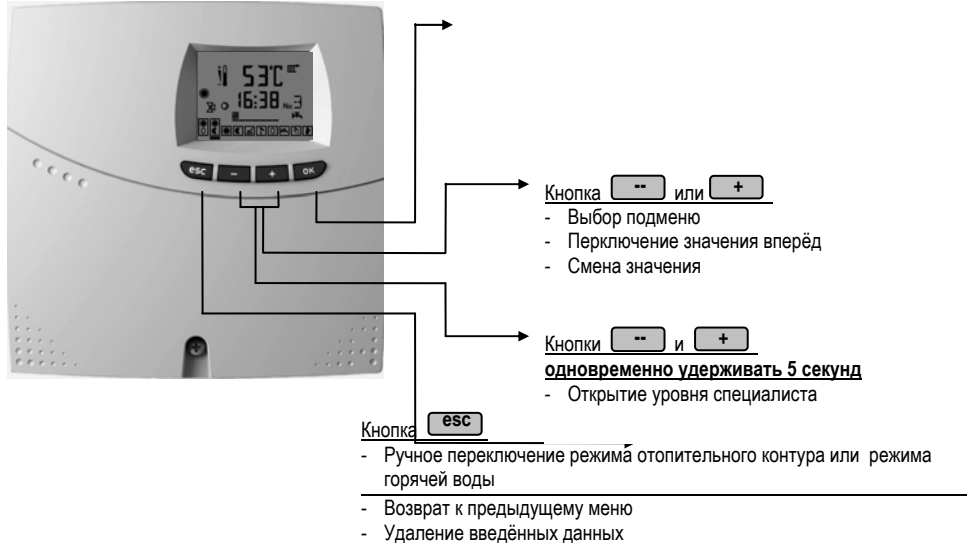 53°C
16:38 No 3
esc - + OK
Кнопка -- или +
- Выбор подменю
- Перключение значения вперёд
- Смена значения
Кнопки -- и +
одновременно удерживать 5 секунд
- Открытие уровня специалиста
Кнопка esc
- Ручное переключение режима отопительного контура или режима
горячей воды
- Возврат к предыдущему меню
- Удаление введённых данных